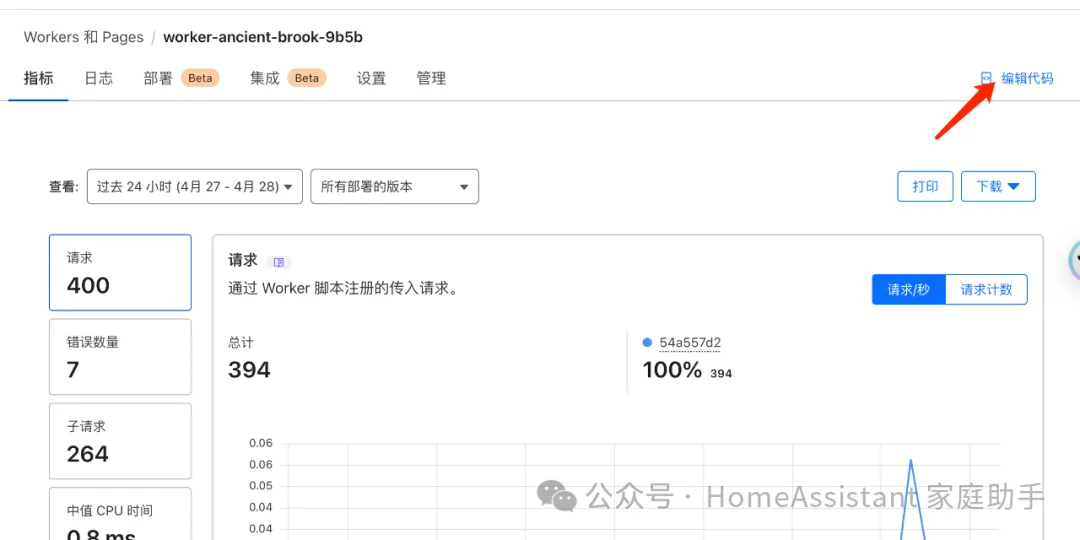 Workers 和 Pages / worker-ancient-brook-9b5b
指标 日志 部署 Beta 集成 Beta 设置 管理 编辑代码
查看: 过去 24 小时 (4月 27 - 4月 28) 所有部署的版本 打印 下载
请求
400
错误数量
7
子请求
264
中值 CPU 时间
0.8 ms
请求
通过 Worker 脚本注册的传入请求。
请求/秒 请求计数
总计
394
54a557d2
100% 394
0.06
0.06
0.05
0.04
0.04
公众号 · HomeAssistant 家庭助手